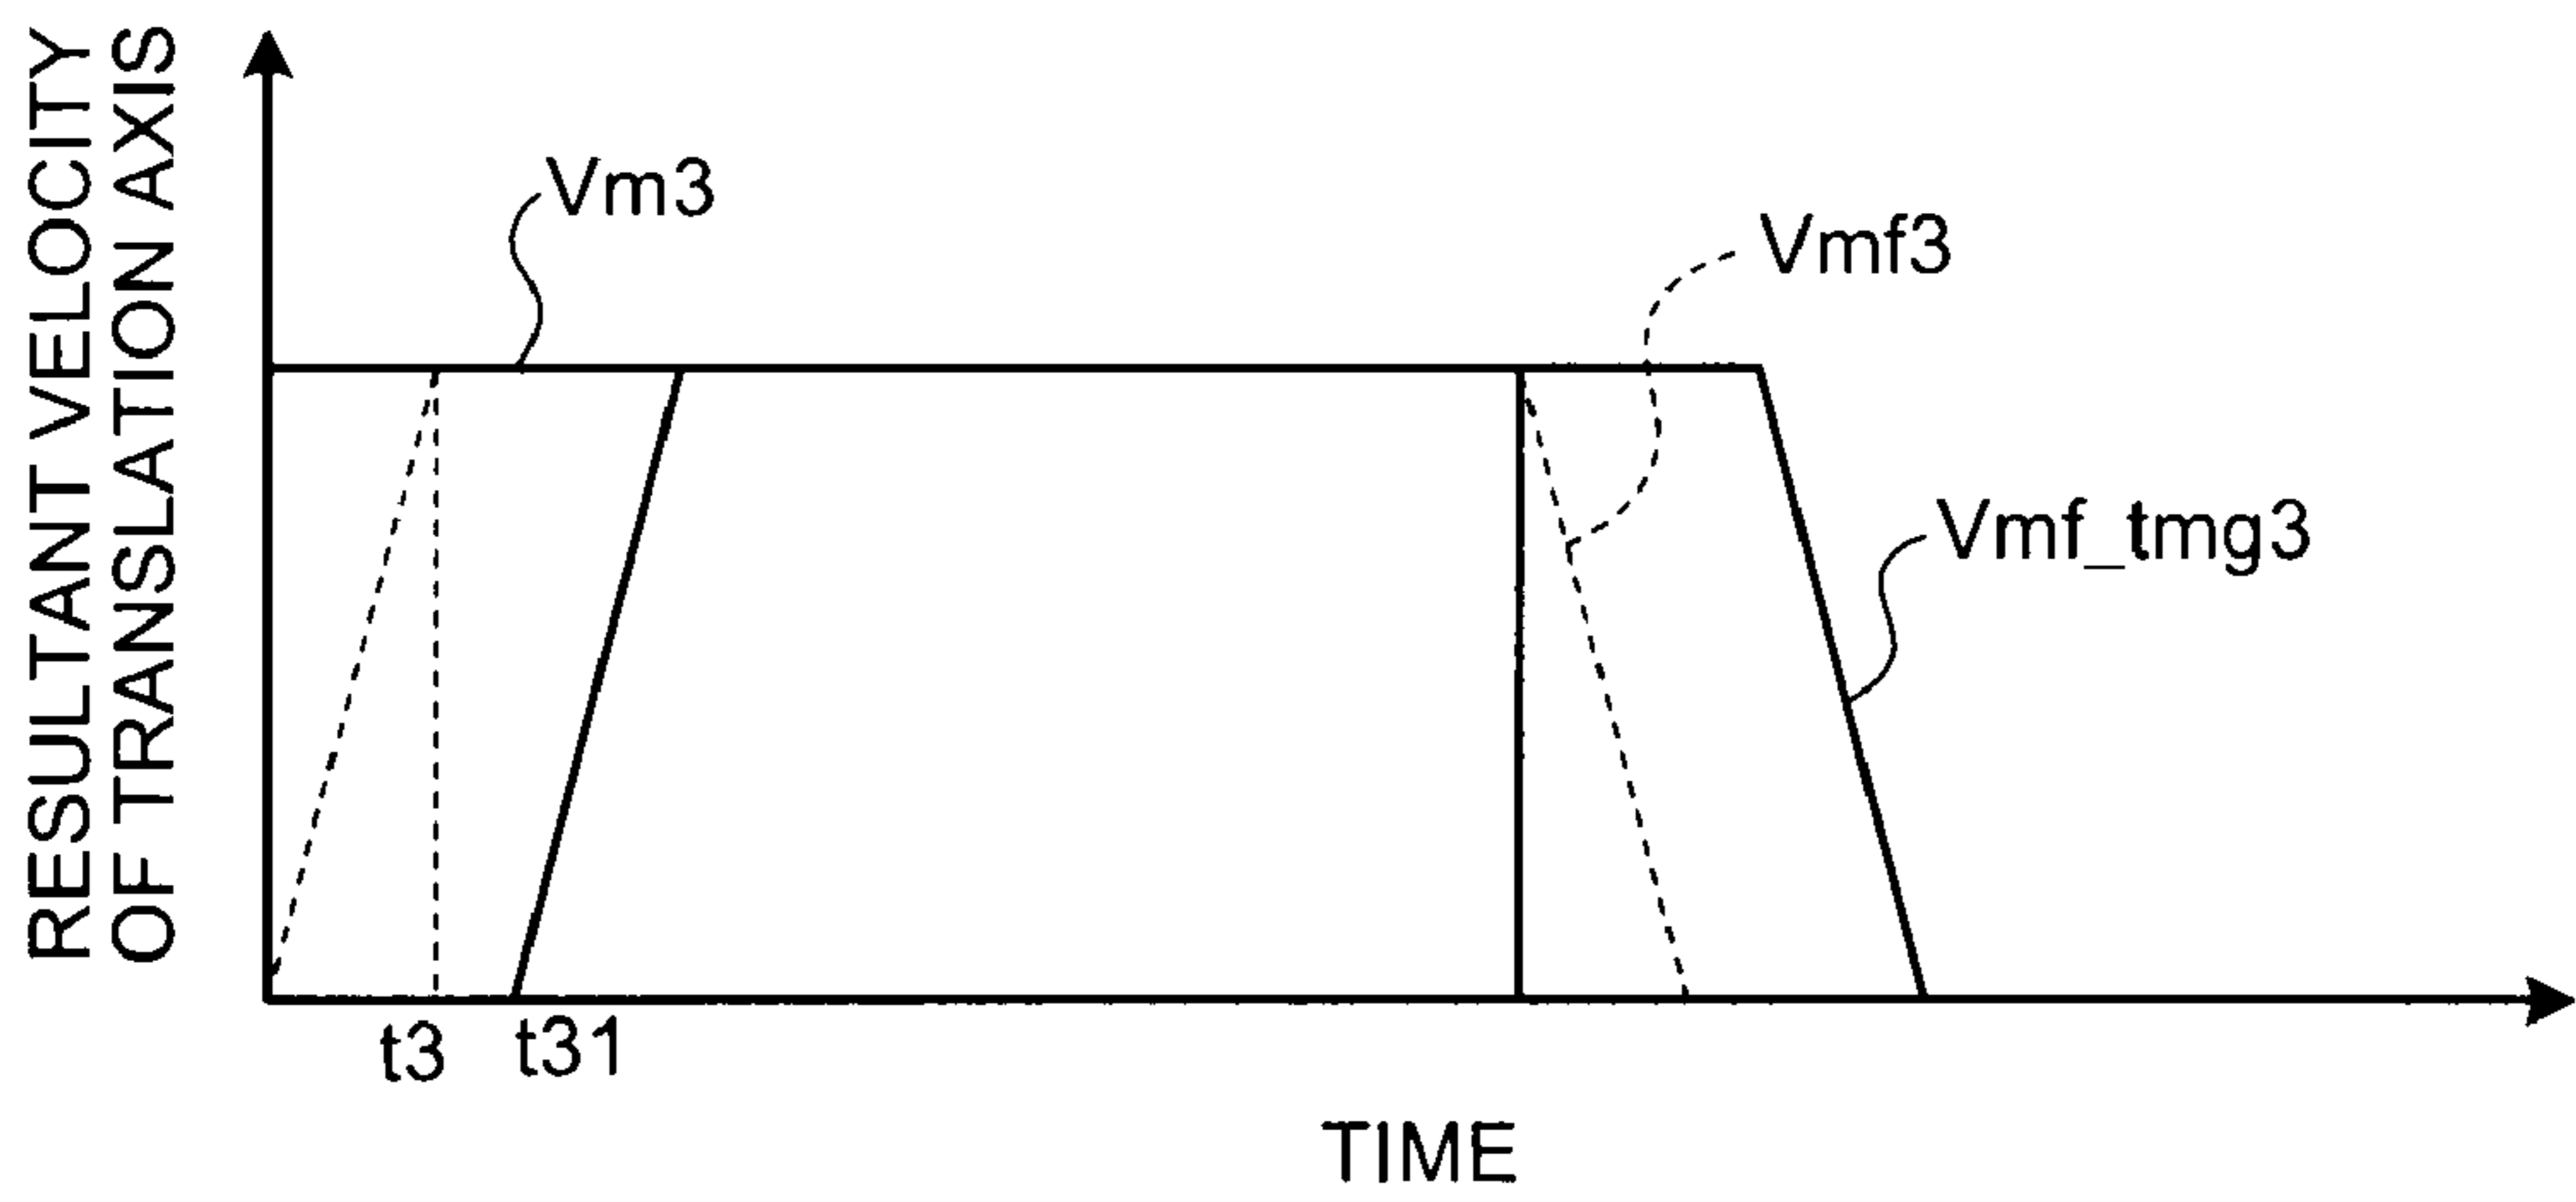 RESULTANT VELOCITY
OF TRANSLATION AXIS
Vm3
Vmf3
Vmf_tmg3
t3
t31
TIME